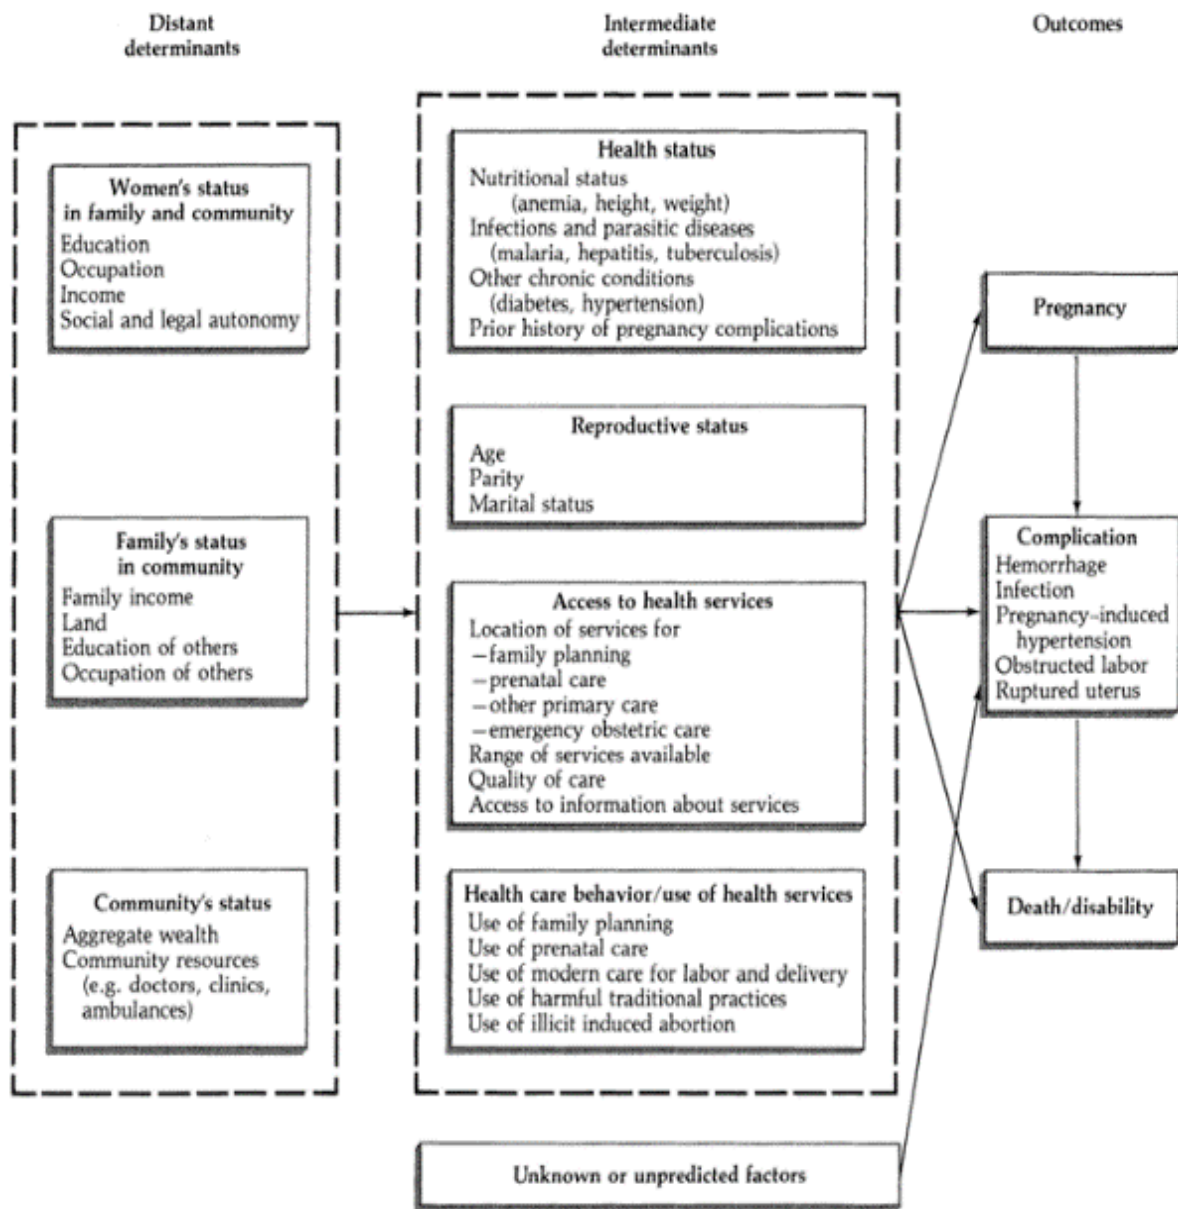 Distant
determinants
Intermediate
determinants
Outcomes
Women's status
in family and community
Education
Occupation
Income
Social and legal autonomy
Family's status
in community
Family income
Land
Education of others
Occupation of others
Community's status
Aggregate wealth
Community resources
(e.g. doctors, clinics,
ambulances)
Health status
Nutritional status
(anemia, height, weight)
Infections and parasitic diseases
(malaria, hepatitis, tuberculosis)
Other chronic conditions
(diabetes, hypertension)
Prior history of pregnancy complications
Reproductive status
Age
Parity
Marital status
Access to health services
Location of services for
–family planning
–prenatal care
–other primary care
–emergency obstetric care
Range of services available
Quality of care
Access to information about services
Health care behavior/use of health services
Use of family planning
Use of prenatal care
Use of modern care for labor and delivery
Use of harmful traditional practices
Use of illicit induced abortion
Unknown or unpredicted factors
Pregnancy
Complication
Hemorrhage
Infection
Pregnancy–induced
hypertension
Obstructed labor
Ruptured uterus
Death/disability